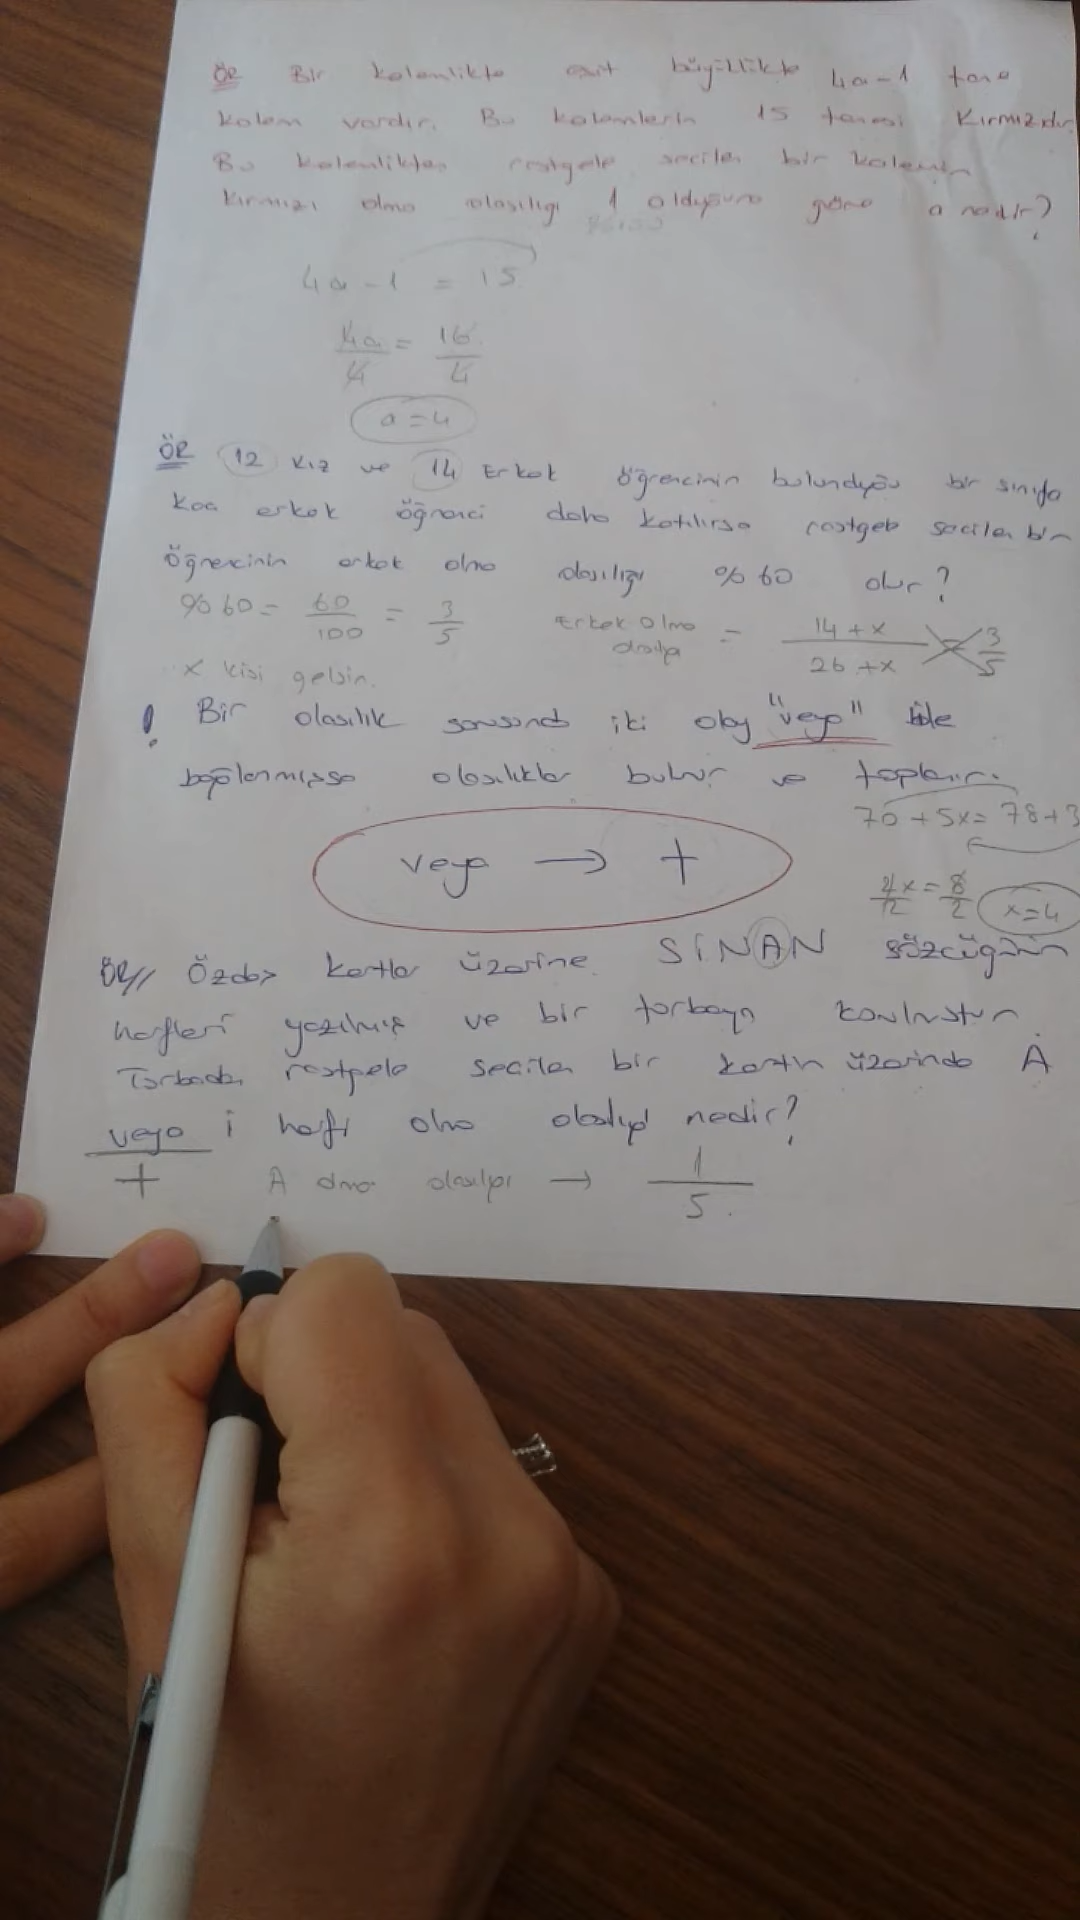 ÖR Bir kalemlikte eşit büyüklükte 4a-1 tane
kalem vardır. Bu kalemlerin 15 tanesi kırmızıdır.
Bu kalemlikten rastgele seçilen bir kalemin
kırmızı olma olasılığı 1 olduğuna göre a nedir?
4a-1 = 15
4a/4 = 16/4
a=4
ÖR 12 kız ve 14 Erkek öğrencinin bulunduğu bir sınıfa
kaç erkek öğrenci daha katılırsa rastgele seçilen bir
öğrencinin erkek olma olasılığı %60 olur?
%60 = 60/100 = 3/5 Erkek Olma olasılığı = 14+x/26+x = 3/5
x kişi gelsin.
! Bir olasılık sorusunda iki olay "veya" ile
bağlanmışsa olasılıklar bulunur ve toplanır.
70+5x=78+3
veya → +
2x/2 = 8/2 x=4
ÖR// Özdeş kartlar üzerine SİNAN sözcüğünün
harfleri yazılmış ve bir torbaya konulmuştur.
Torbadan rastgele seçilen bir kartın üzerinde A
veya i harfi olma olasılığı nedir?
+ A olma olasılığı → 1/5